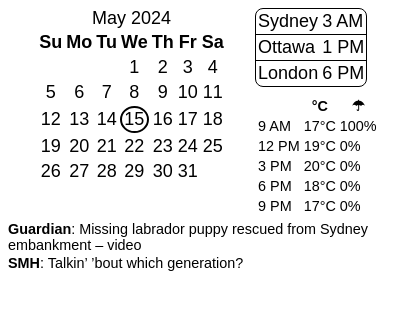 May 2024
Su Mo Tu We Th Fr Sa
1 2 3 4
5 6 7 8 9 10 11
12 13 14 15 16 17 18
19 20 21 22 23 24 25
26 27 28 29 30 31
Sydney 3 AM
Ottawa 1 PM
London 6 PM
°C ☂
9 AM 17°C 100%
12 PM 19°C 0%
3 PM 20°C 0%
6 PM 18°C 0%
9 PM 17°C 0%
Guardian: Missing labrador puppy rescued from Sydney
embankment – video
SMH: Talkin’ ’bout which generation?